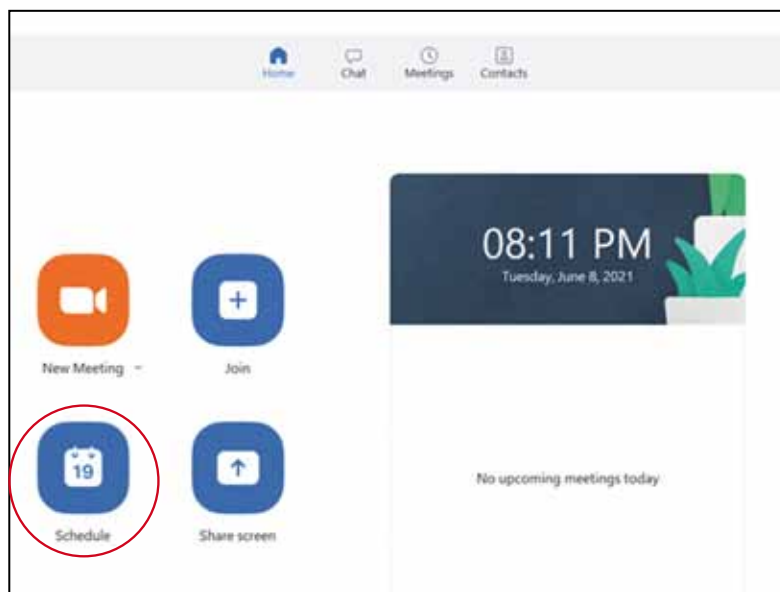 Home Chat Meetings Contacts
08:11 PM
Tuesday, June 8, 2021
New Meeting
Join
19
Schedule
Share screen
No upcoming meetings today